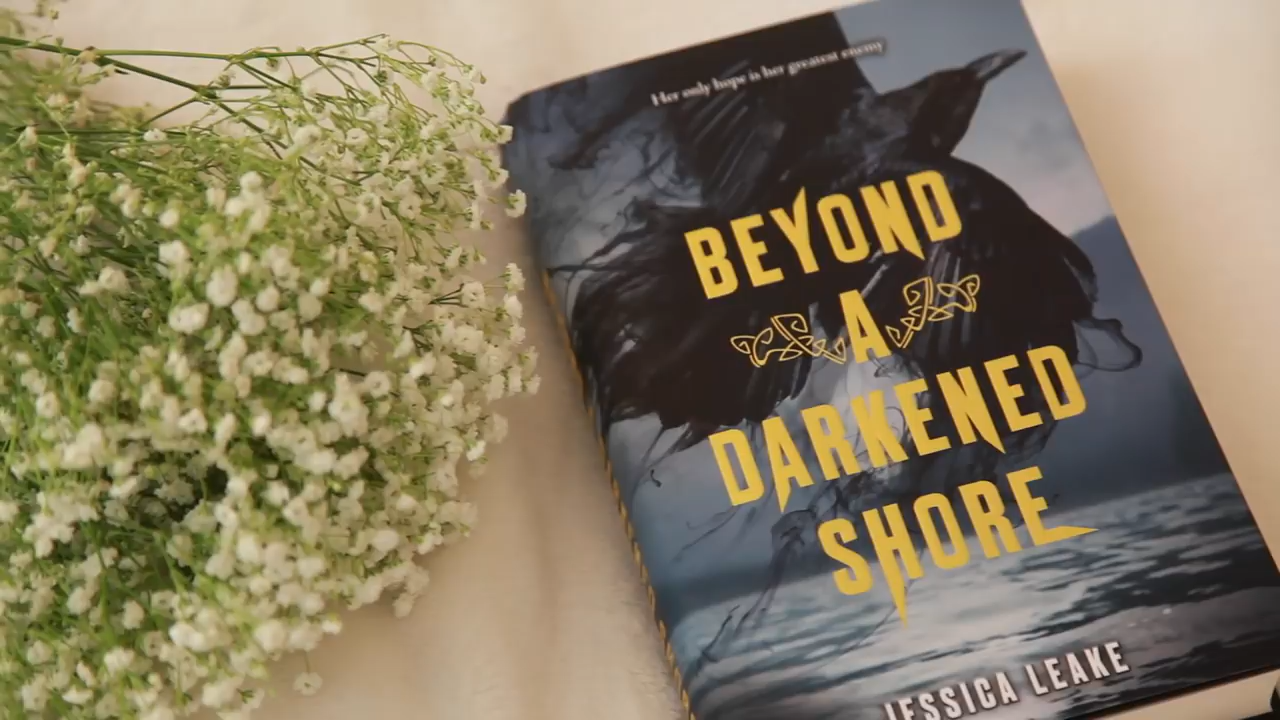 Her only hope is her greatest enemy
BEYOND
A
DARKENED
SHORE
JESSICA LEAKE